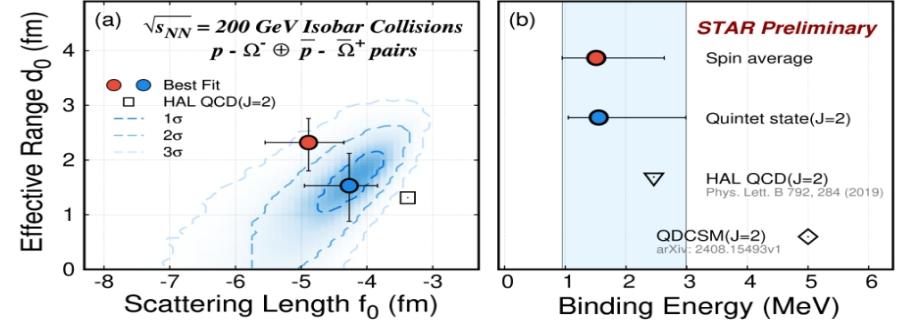 (a)
√sNN = 200 GeV Isobar Collisions
p - Ω⁻ ⊕ p̅ - Ω̅⁺ pairs
Best Fit
HAL QCD(J=2)
1σ
2σ
3σ
Effective Range d₀ (fm)
4
3
2
1
0
-8 -7 -6 -5 -4 -3
Scattering Length f₀ (fm)
(b)
STAR Preliminary
Spin average
Quintet state(J=2)
HAL QCD(J=2)
Phys. Lett. B 792, 284 (2019)
QDCSM(J=2)
arXiv: 2408.15493v1
0 1 2 3 4 5 6
Binding Energy (MeV)